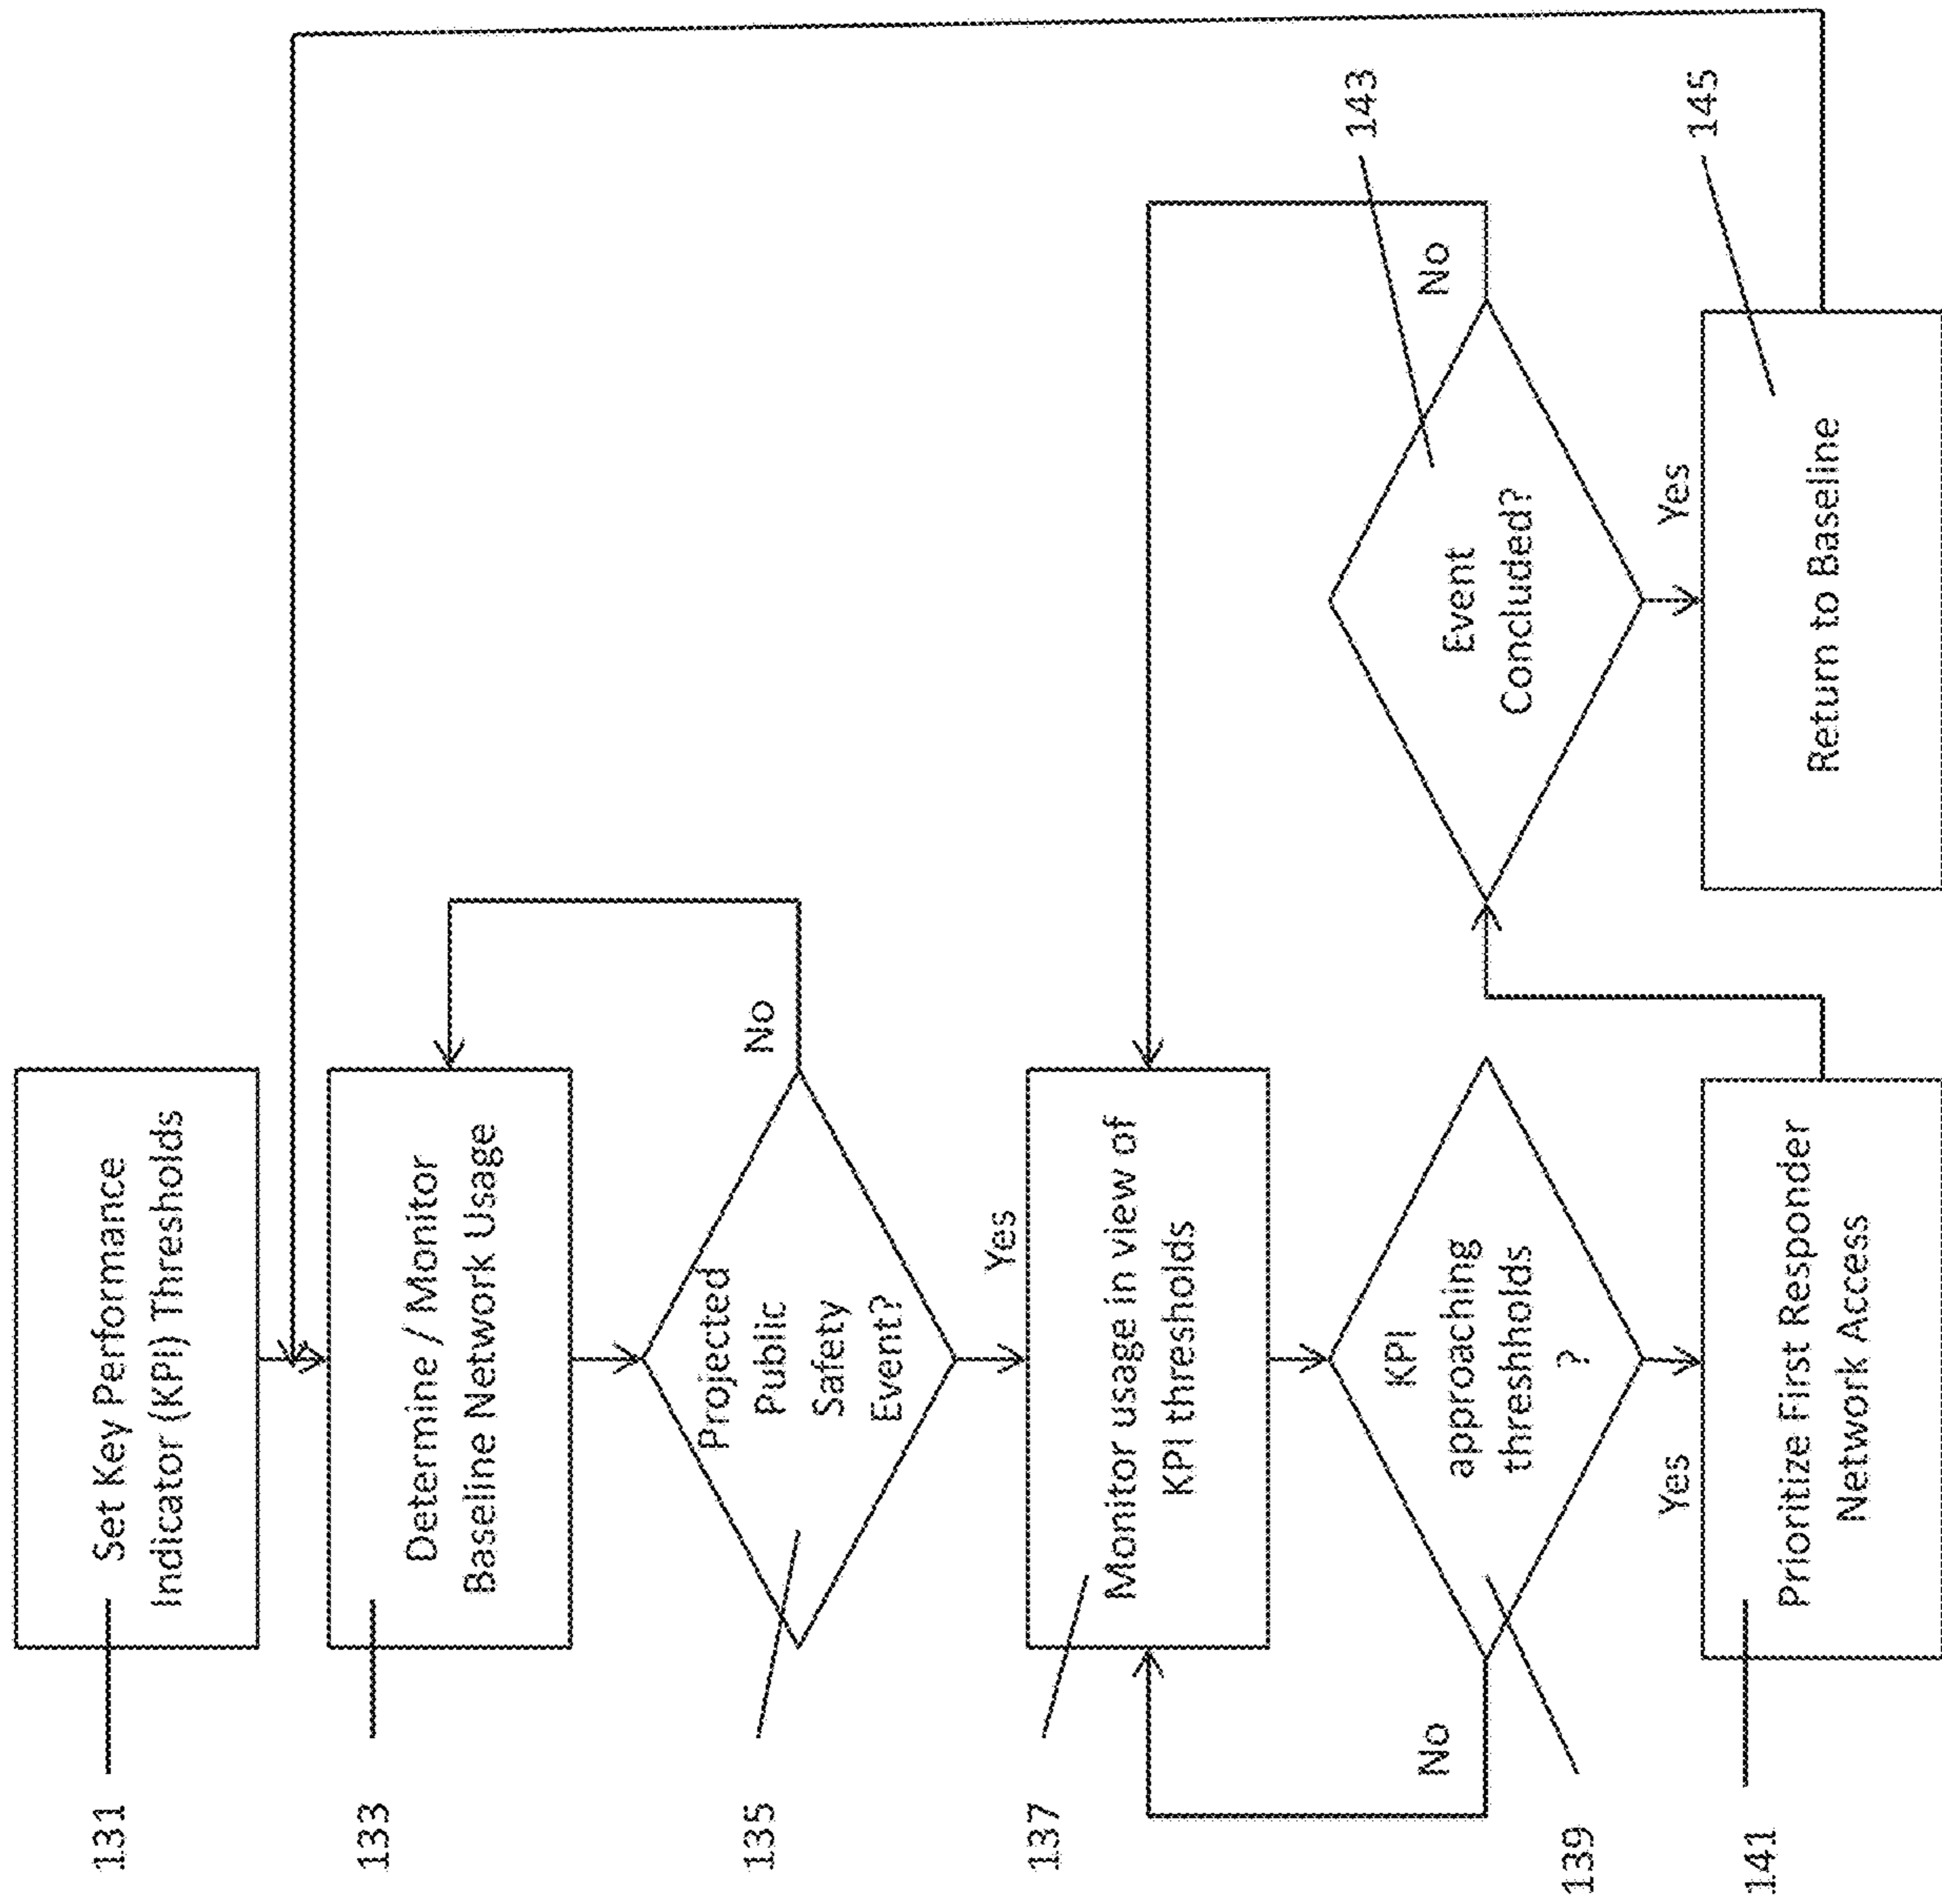 131
Set Key Performance
Indicator (KPI) Thresholds
133
Determine / Monitor
Baseline Network Usage
135
Projected
Public
Safety
Event?
No
Yes
137
Monitor usage in view of
KPI thresholds
139
KPI
approaching
threshholds
?
No
Yes
141
Prioritize First Responder
Network Access
143
Event
Concluded?
No
Yes
145
Return to Baseline